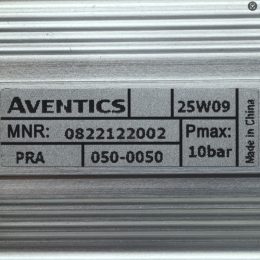 AVENTICS 25W09
MNR: 0822122002 Pmax:
PRA 050-0050 10bar
Made in China